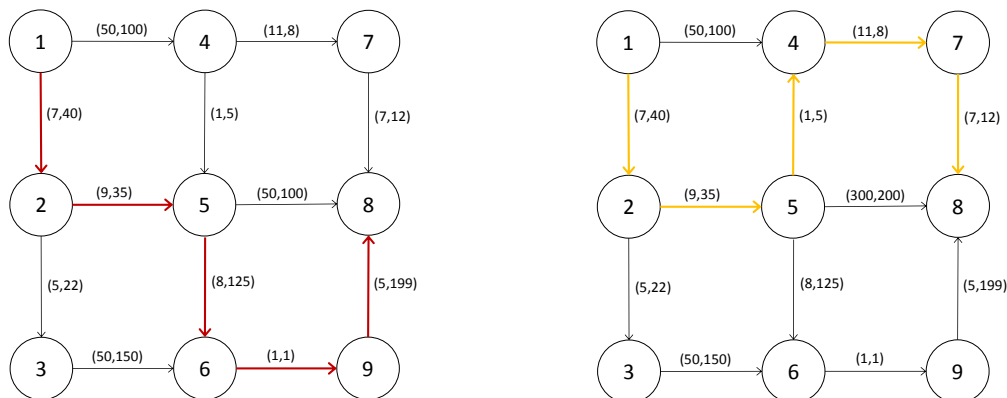 (50,100) (11,8)
1 4 7
(7,40) (1,5) (7,12)
(9,35) (50,100)
2 5 8
(5,22) (8,125) (5,199)
(50,150) (1,1)
3 6 9
(50,100) (11,8)
1 4 7
(7,40) (1,5) (7,12)
(9,35) (300,200)
2 5 8
(5,22) (8,125) (5,199)
(50,150) (1,1)
3 6 9